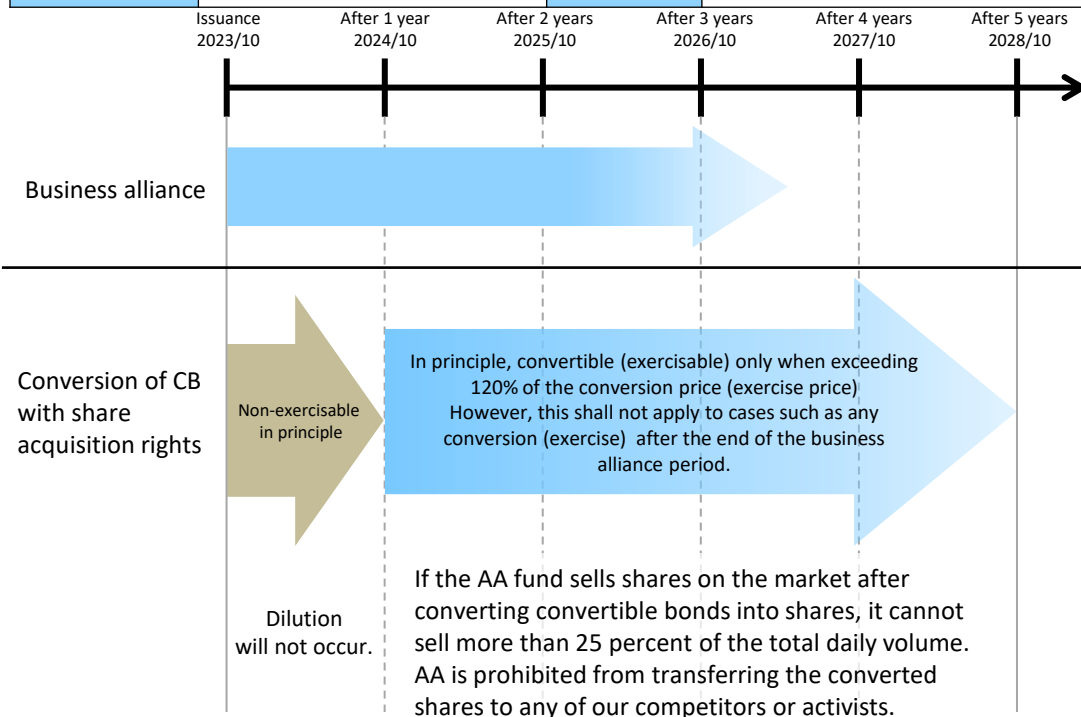 Issuance
2023/10
After 1 year
2024/10
After 2 years
2025/10
After 3 years
2026/10
After 4 years
2027/10
After 5 years
2028/10
Business alliance
Conversion of CB
with share
acquisition rights
Non-exercisable
in principle
In principle, convertible (exercisable) only when exceeding
120% of the conversion price (exercise price)
However, this shall not apply to cases such as any
conversion (exercise) after the end of the business
alliance period.
Dilution
will not occur.
If the AA fund sells shares on the market after
converting convertible bonds into shares, it cannot
sell more than 25 percent of the total daily volume.
AA is prohibited from transferring the converted
shares to any of our competitors or activists.